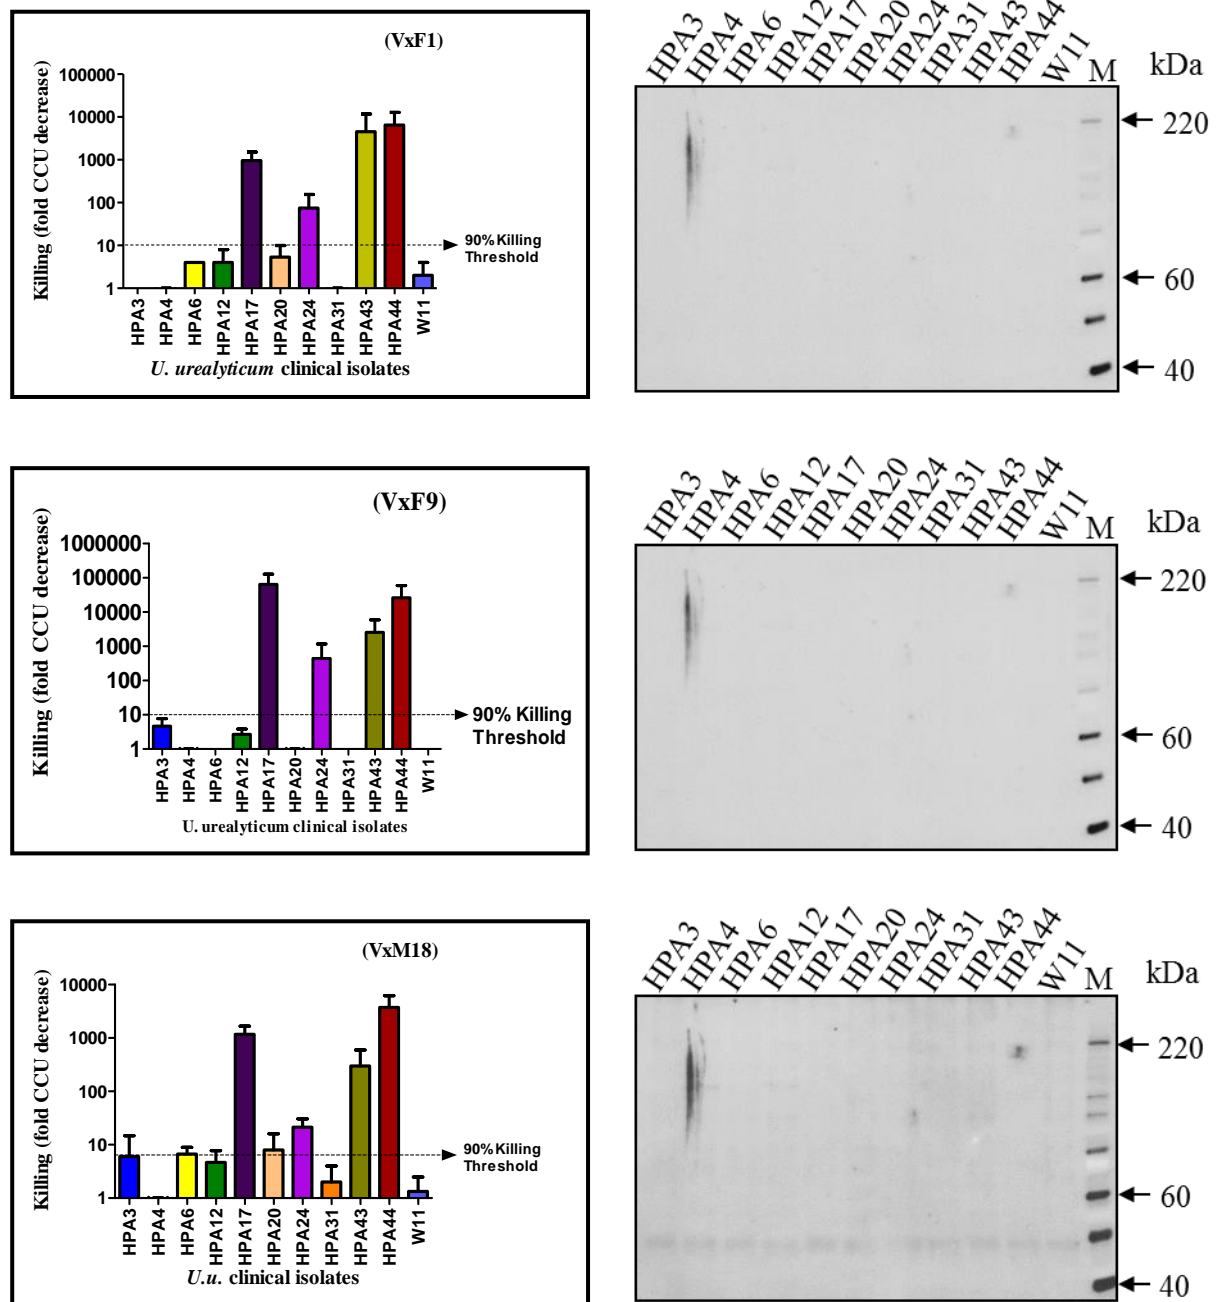 (VxF1)
Killing (fold CCU decrease)
100000
10000
1000
100
10
1
90% Killing
Threshold
HPA3 HPA4 HPA6 HPA12 HPA17 HPA20 HPA24 HPA31 HPA43 HPA44 W11
U. urealyticum clinical isolates
HPA3 HPA4 HPA6 HPA12 HPA17 HPA20 HPA24 HPA31 HPA43 HPA44 W11 M kDa
220
60
40
(VxF9)
Killing (fold CCU decrease)
1000000
100000
10000
1000
100
10
1
90% Killing
Threshold
HPA3 HPA4 HPA6 HPA12 HPA17 HPA20 HPA24 HPA31 HPA43 HPA44 W11
U. urealyticum clinical isolates
HPA3 HPA4 HPA6 HPA12 HPA17 HPA20 HPA24 HPA31 HPA43 HPA44 W11 M kDa
220
60
40
(VxM18)
Killing (fold CCU decrease)
10000
1000
100
10
1
90% Killing
Threshold
HPA3 HPA4 HPA6 HPA12 HPA17 HPA20 HPA24 HPA31 HPA43 HPA44 W11
U.u. clinical isolates
HPA3 HPA4 HPA6 HPA12 HPA17 HPA20 HPA24 HPA31 HPA43 HPA44 W11 M kDa
220
60
40